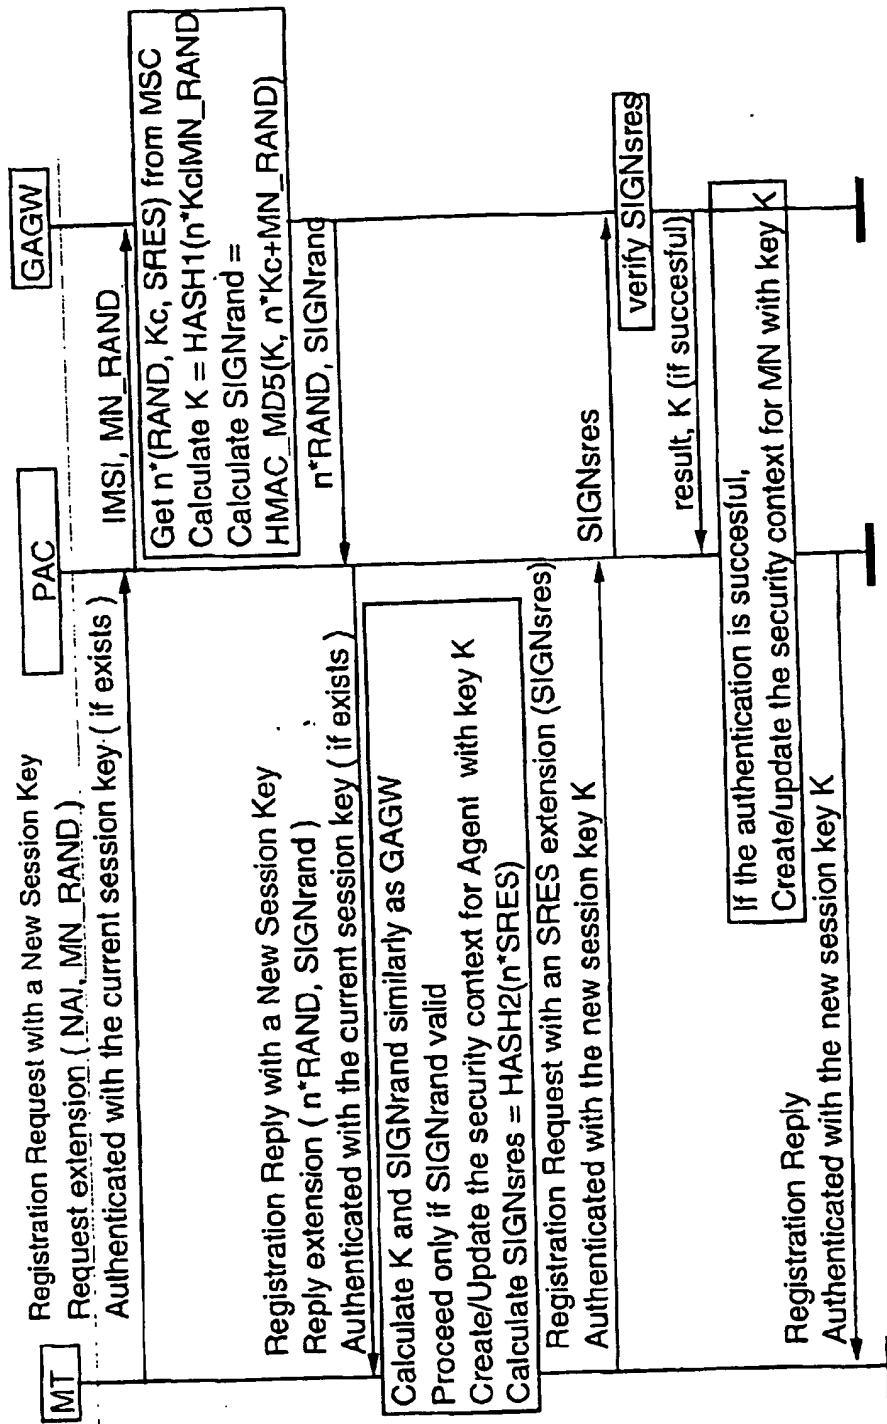 MT
PAC
GAGW
Registration Request with a New Session Key
Request extension ( NAI, MN_RAND )
Authenticated with the current session key ( if exists )
IMSI, MN_RAND
Get n*(RAND, Kc, SRES) from MSC
Calculate K = HASH1(n*Kc|MN_RAND
Calculate SIGNrand =
HMAC_MD5(K, n*Kc+MN_RAND)
n*RAND, SIGNrand
Registration Reply with a New Session Key
Reply extension ( n*RAND, SIGNrand )
Authenticated with the current session key ( if exists )
Calculate K and SIGNrand similarly as GAGW
Proceed only if SIGNrand valid
Create/Update the security context for Agent with key K
Calculate SIGNsres = HASH2(n*SRES)
Registration Request with an SRES extension (SIGNsres)
Authenticated with the new session key K
SIGNsres
verify SIGNsres
result, K (if succesful)
If the authentication is succesful,
Create/update the security context for MN with key K
Registration Reply
Authenticated with the new session key K